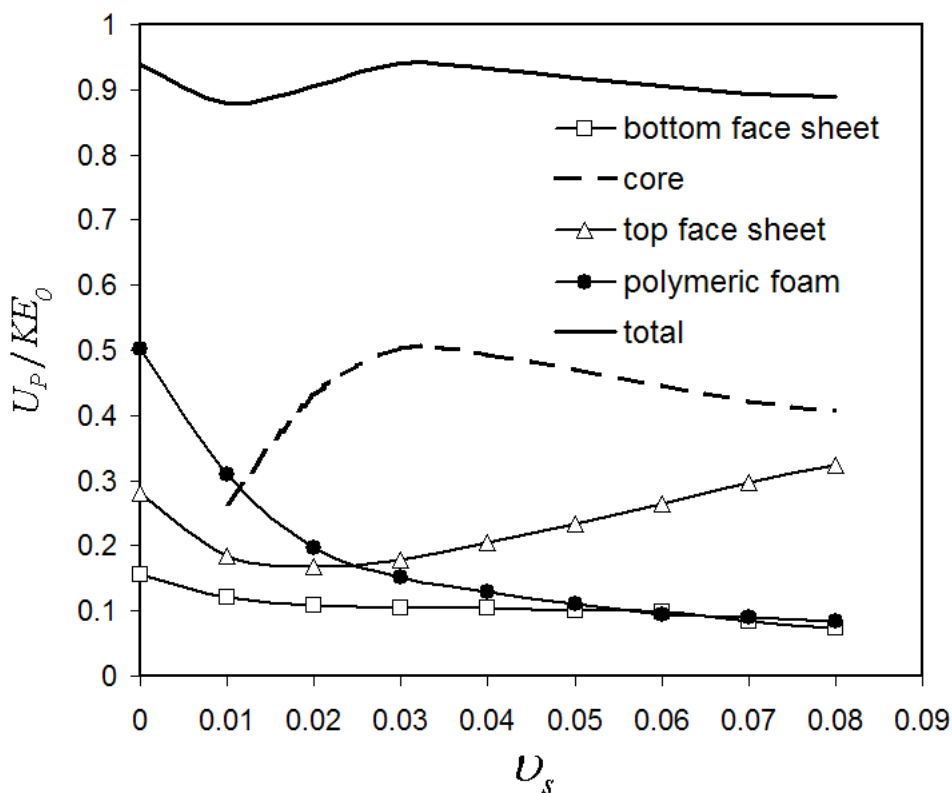 1
0.9
0.8
0.7
0.6
0.5
0.4
0.3
0.2
0.1
0
U_P / KE_0
bottom face sheet
core
top face sheet
polymeric foam
total
0 0.01 0.02 0.03 0.04 0.05 0.06 0.07 0.08 0.09
υ_s